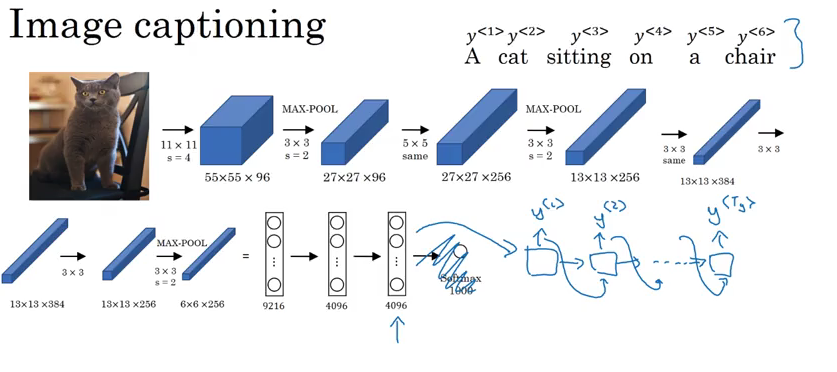 Image captioning
y<1> y<2> y<3> y<4> y<5> y<6>
A cat sitting on a chair
11 × 11
s = 4
55×55 × 96
MAX-POOL
3 × 3
s = 2
27×27 ×96
5 × 5
same
27×27 ×256
MAX-POOL
3 × 3
s = 2
13×13 ×256
3 × 3
same
13×13 ×384
3 × 3
13×13 ×384
3 × 3
13×13 ×256
MAX-POOL
3 × 3
s = 2
6×6 ×256
=
9216
4096
4096
Softmax
1000
y<1> y<2> y<Ty>